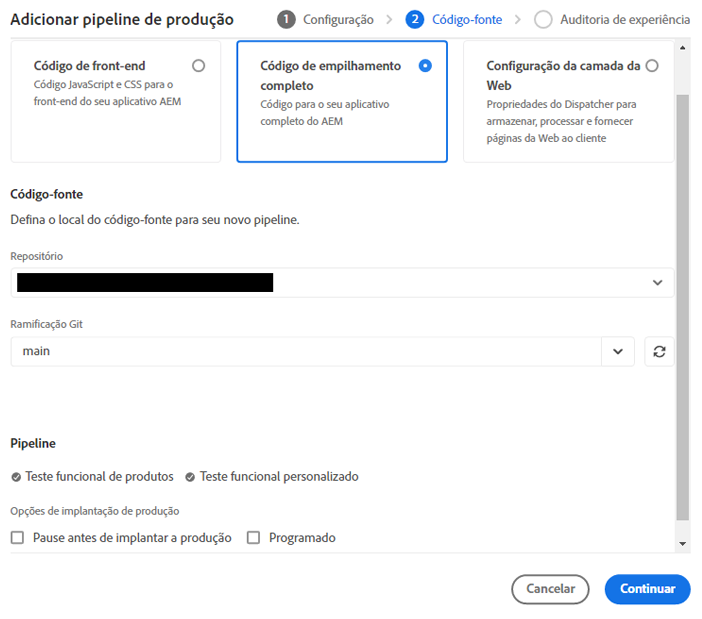 Adicionar pipeline de produção
1 Configuração
2 Código-fonte
Auditoria de experiência
Código de front-end
Código JavaScript e CSS para o
front-end do seu aplicativo AEM
Código de empilhamento
completo
Código para o seu aplicativo
completo do AEM
Configuração da camada da
Web
Propriedades do Dispatcher para
armazenar, processar e fornecer
páginas da Web ao cliente
Código-fonte
Defina o local do código-fonte para seu novo pipeline.
Repositório
Ramificação Git
main
Pipeline
Teste funcional de produtos
Teste funcional personalizado
Opções de implantação de produção
Pause antes de implantar a produção
Programado
Cancelar
Continuar